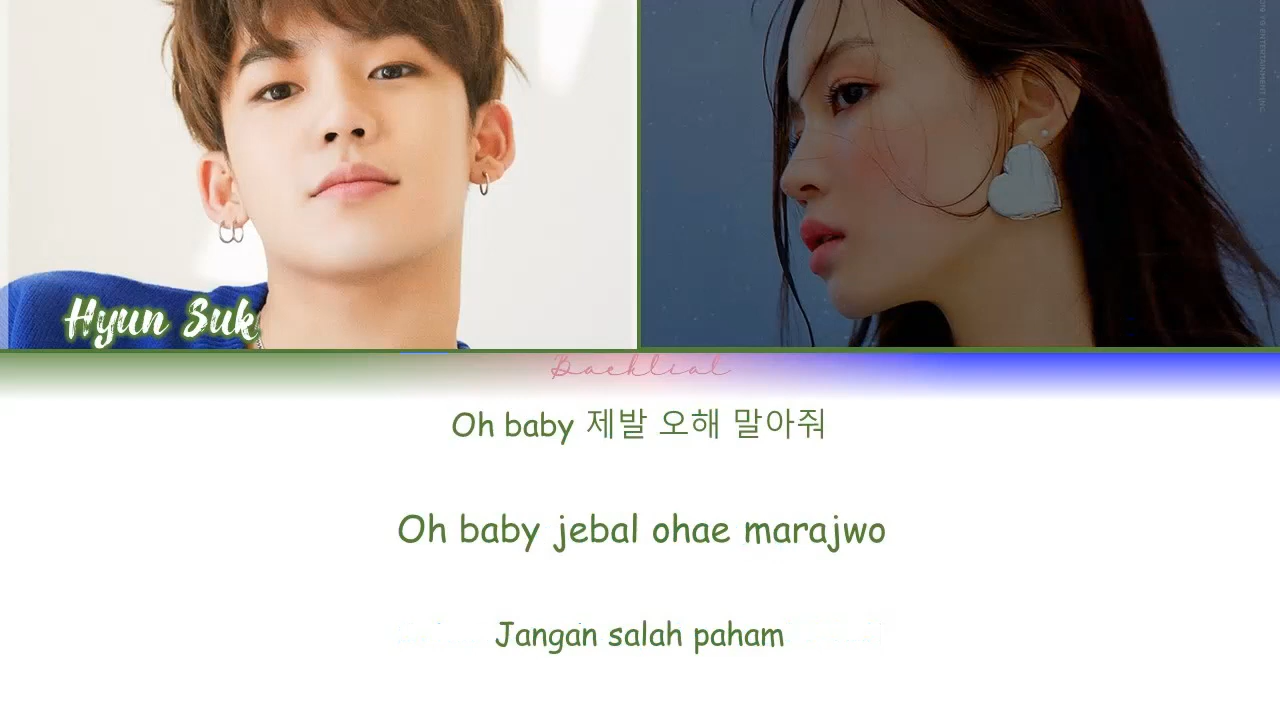 Hyun Suk
Baeklial
Oh baby 제발 오해 말아줘
Oh baby jebal ohae marajwo
Jangan salah paham